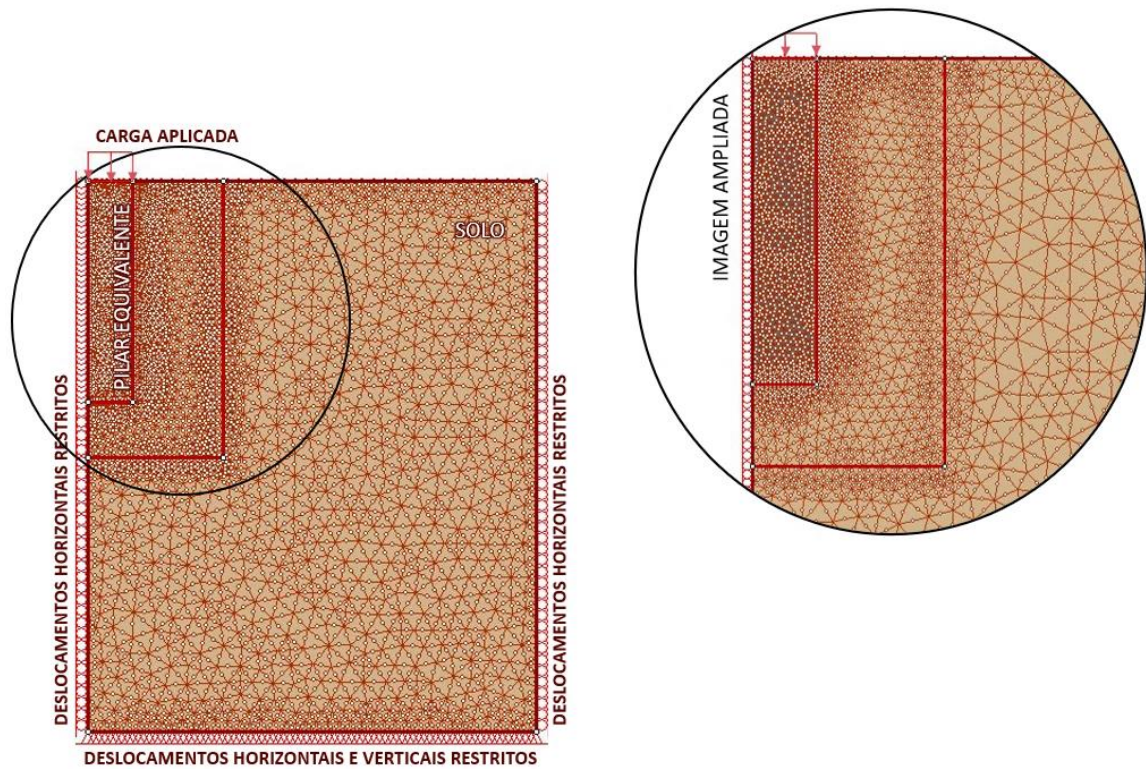 CARGA APLICADA
PILAR EQUIVALENTE
SOLO
DESLOCAMENTOS HORIZONTAIS RESTRITOS
DESLOCAMENTOS HORIZONTAIS RESTRITOS
DESLOCAMENTOS HORIZONTAIS E VERTICAIS RESTRITOS
IMAGEM AMPLIADA